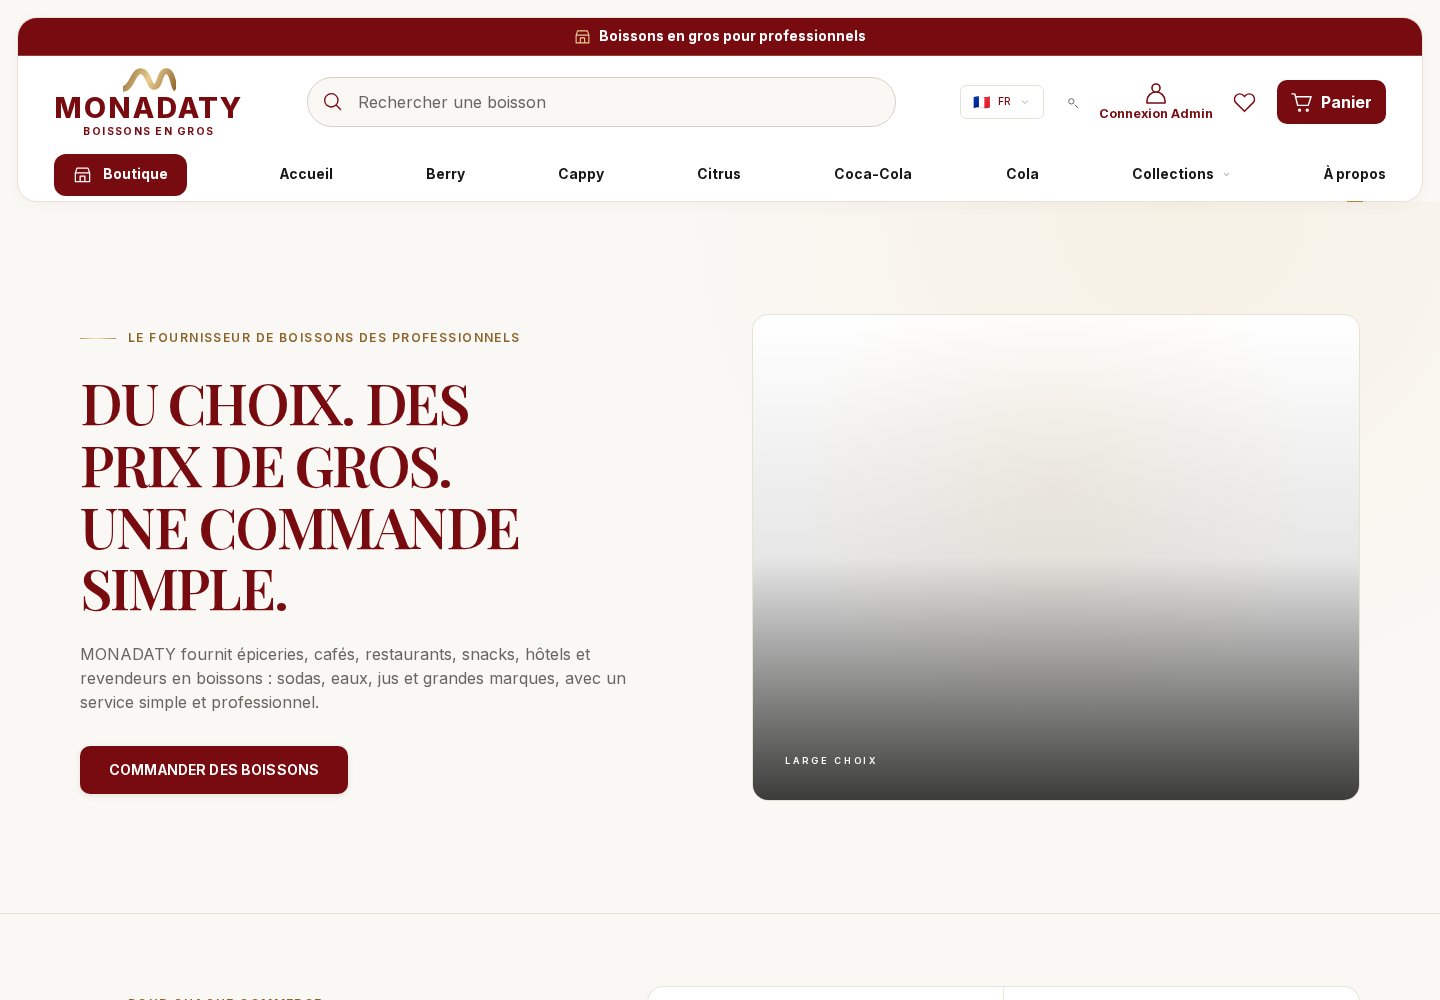 Boissons en gros pour professionnels
MONADATY
BOISSONS EN GROS
Rechercher une boisson
FR
Connexion Admin
Panier
Boutique
Accueil
Berry
Cappy
Citrus
Coca-Cola
Cola
Collections
À propos
LE FOURNISSEUR DE BOISSONS DES PROFESSIONNELS
DU CHOIX. DES
PRIX DE GROS.
UNE COMMANDE
SIMPLE.
MONADATY fournit épiceries, cafés, restaurants, snacks, hôtels et
revendeurs en boissons : sodas, eaux, jus et grandes marques, avec un
service simple et professionnel.
COMMANDER DES BOISSONS
LARGE CHOIX
POUR CHAQUE COMMERCE